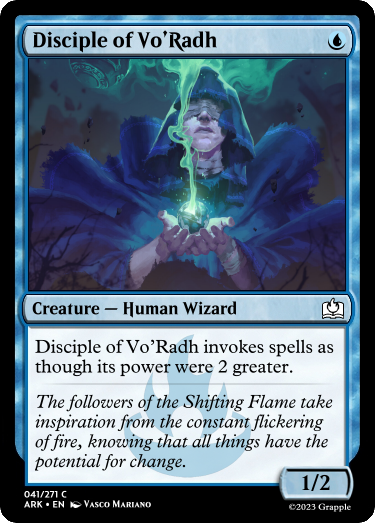 Disciple of Vo'Radh
Creature — Human Wizard
Disciple of Vo'Radh invokes spells as
though its power were 2 greater.
The followers of the Shifting Flame take
inspiration from the constant flickering
of fire, knowing that all things have the
potential for change.
1/2
041/271 C
ARK • EN Vasco Mariano
©2023 Grapple